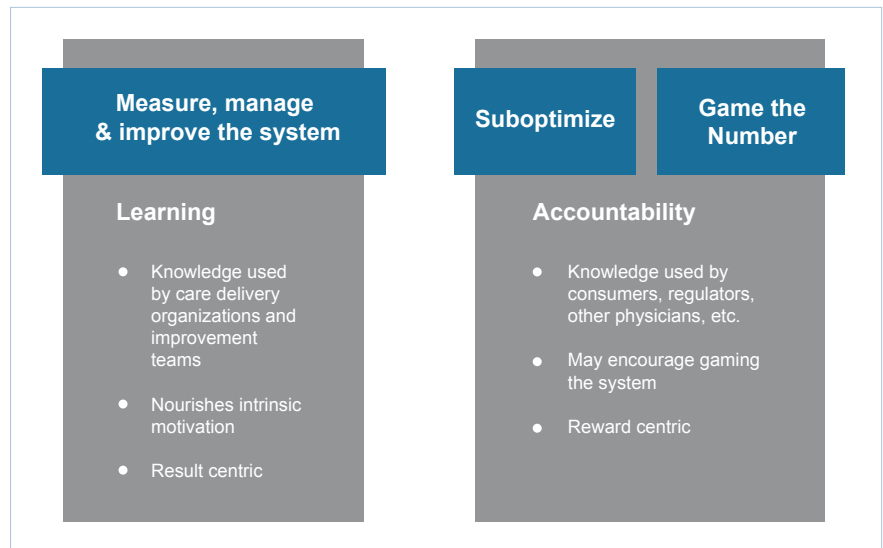 Measure, manage
& improve the system
Learning
● Knowledge used
by care delivery
organizations and
improvement
teams
● Nourishes intrinsic
motivation
● Result centric
Suboptimize
Game the
Number
Accountability
● Knowledge used by
consumers, regulators,
other physicians, etc.
● May encourage gaming
the system
● Reward centric